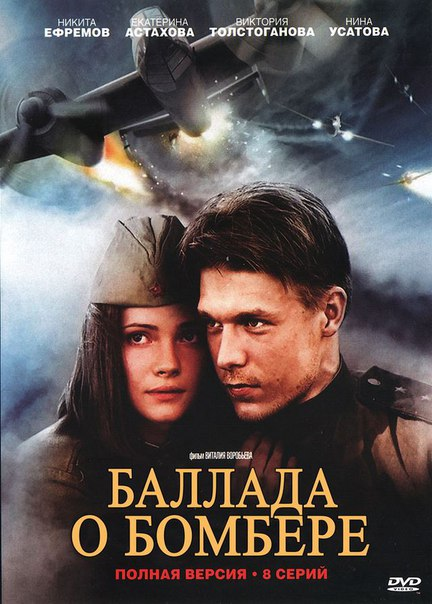 НИКИТА ЕКАТЕРИНА ВИКТОРИЯ НИНА
ЕФРЕМОВ АСТАХОВА ТОЛСТОГАНОВА УСАТОВА
фильм ВИТАЛИЯ ВОРОБЬЕВА
БАЛЛАДА
О БОМБЕРЕ
ПОЛНАЯ ВЕРСИЯ • 8 СЕРИЙ
DVD
VIDEO